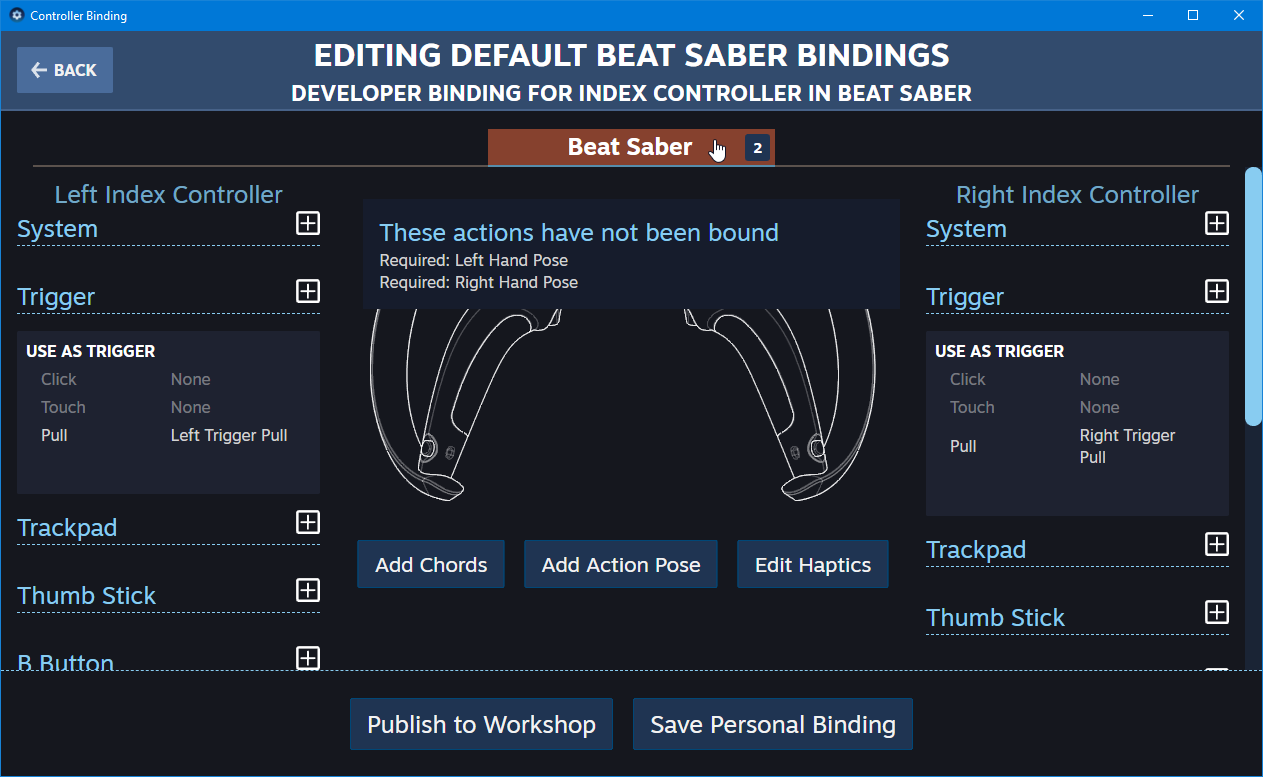 Controller Binding
BACK
EDITING DEFAULT BEAT SABER BINDINGS
DEVELOPER BINDING FOR INDEX CONTROLLER IN BEAT SABER
Beat Saber 2
Left Index Controller
System
Trigger
USE AS TRIGGER
Click None
Touch None
Pull Left Trigger Pull
Trackpad
Thumb Stick
B Button
These actions have not been bound
Required: Left Hand Pose
Required: Right Hand Pose
Add Chords
Add Action Pose
Edit Haptics
Right Index Controller
System
Trigger
USE AS TRIGGER
Click None
Touch None
Pull Right Trigger
Pull
Trackpad
Thumb Stick
Publish to Workshop
Save Personal Binding